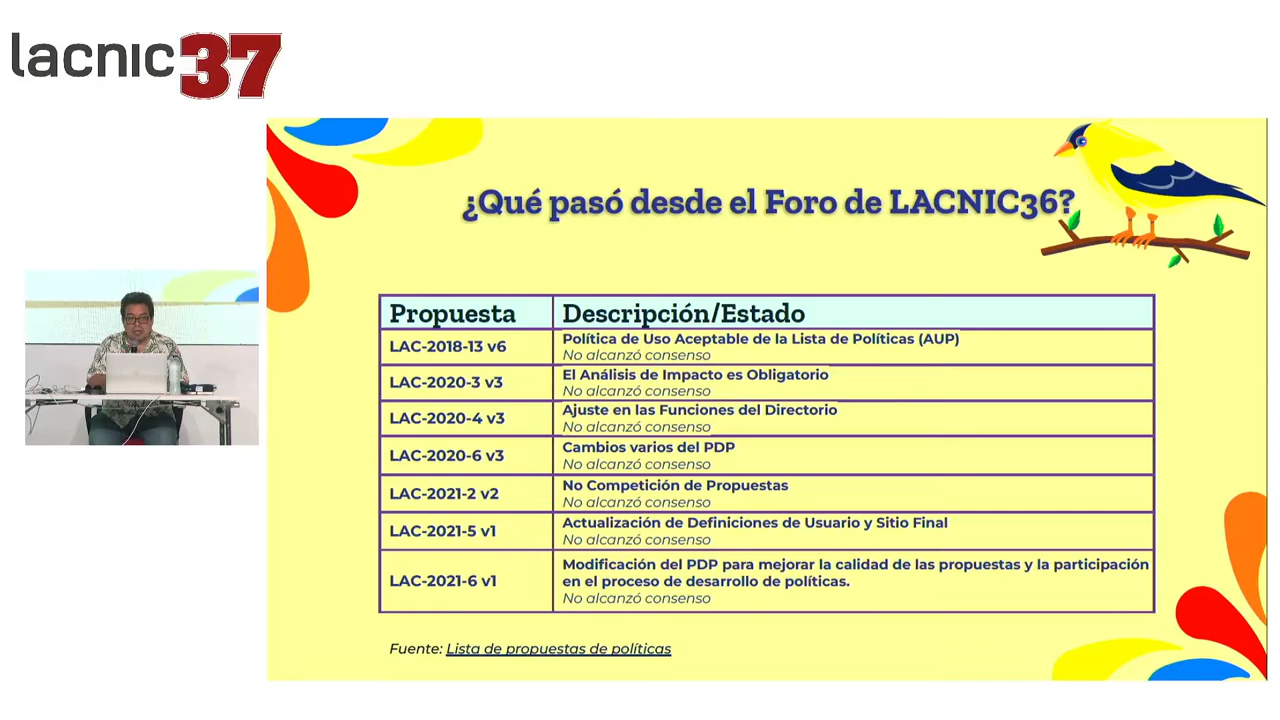 lacnic 37
¿Qué pasó desde el Foro de LACNIC36?
Propuesta
Descripción/Estado
LAC-2018-13 v6
Política de Uso Aceptable de la Lista de Políticas (AUP)
No alcanzó consenso
LAC-2020-3 v3
El Análisis de Impacto es Obligatorio
No alcanzó consenso
LAC-2020-4 v3
Ajuste en las Funciones del Directorio
No alcanzó consenso
LAC-2020-6 v3
Cambios varios del PDP
No alcanzó consenso
LAC-2021-2 v2
No Competición de Propuestas
No alcanzó consenso
LAC-2021-5 v1
Actualización de Definiciones de Usuario y Sitio Final
No alcanzó consenso
LAC-2021-6 v1
Modificación del PDP para mejorar la calidad de las propuestas y la participación
en el proceso de desarrollo de políticas.
No alcanzó consenso
Fuente: Lista de propuestas de políticas